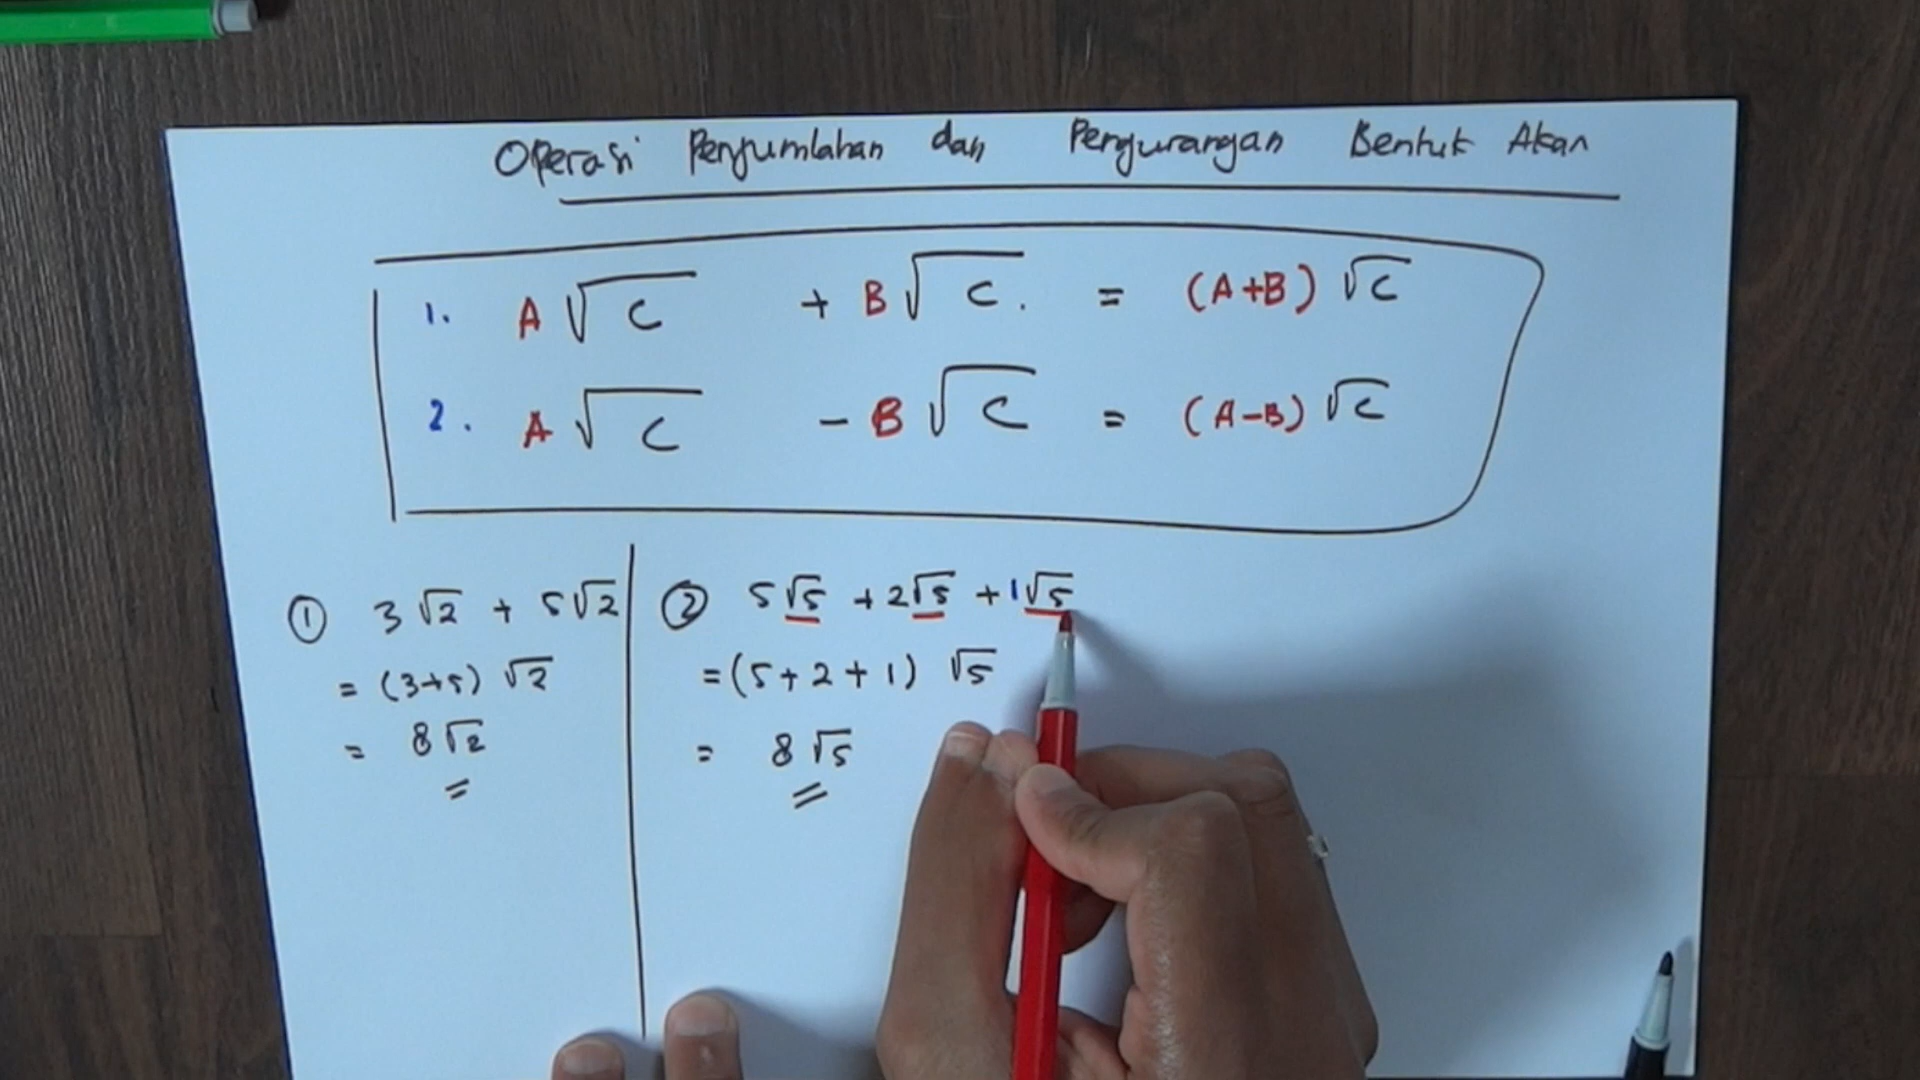 Operasi Penjumlahan dan Pengurangan Bentuk Akar
1. A√C + B√C. = (A+B) √C
2. A√C - B√C = (A-B) √C
① 3√2 + 5√2
= (3+5) √2
= 8√2
② 5√5 + 2√5 + 1√5
= (5+2+1) √5
= 8√5